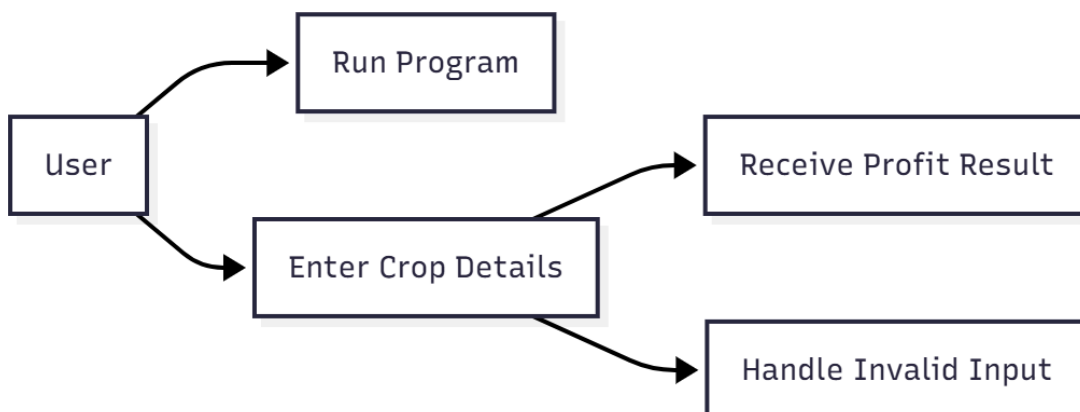 Run Program
User
Receive Profit Result
Enter Crop Details
Handle Invalid Input